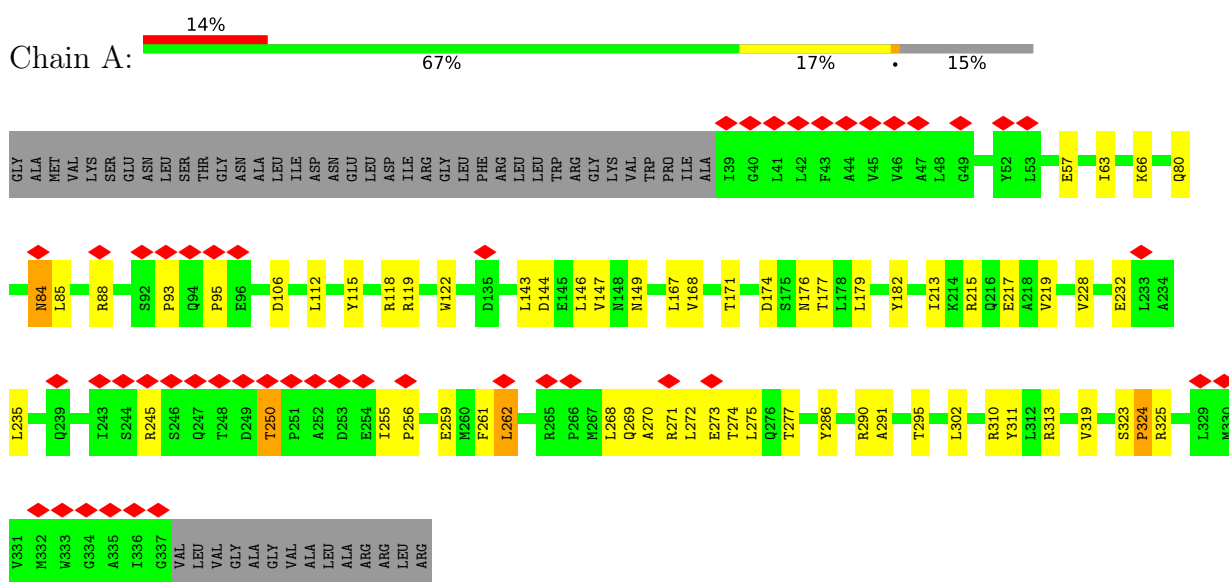 14%
Chain A:
67% 17% • 15%
GLY ALA MET VAL LYS SER GLU ASN LEU SER THR GLY ASN ALA LEU ILE ASP ASN GLU LEU ASP ILE ARG GLY LEU PHE ARG LEU LEU TRP ARG GLY LYS VAL TRP PRO ILE ALA I39 G40 L41 L42 F43 A44 V45 V46 A47 L48 G49 Y52 L53 E57 I63 K66 Q80
N84 L85 R88 S92 P93 Q94 P95 E96 D106 L112 Y115 R118 R119 W122 D135 L143 D144 E145 L146 V147 N148 N149 L167 V168 T171 D174 S175 N176 T177 L178 L179 Y182 I213 K214 R215 Q216 E217 A218 V219 V228 E232 L233 A234
L235 Q239 I243 S244 R245 S246 Q247 T248 D249 T250 P251 A252 D253 E254 I255 P256 E259 M260 F261 L262 R265 P266 M267 L268 Q269 A270 R271 L272 E273 T274 L275 Q276 T277 Y286 R290 A291 T295 L302 R310 Y311 L312 R313 V319 S323 P324 R325 L329 M330
V331 M332 W333 G334 A335 I336 G337 VAL LEU VAL GLY ALA GLY VAL ALA LEU ALA ARG ARG LEU ARG